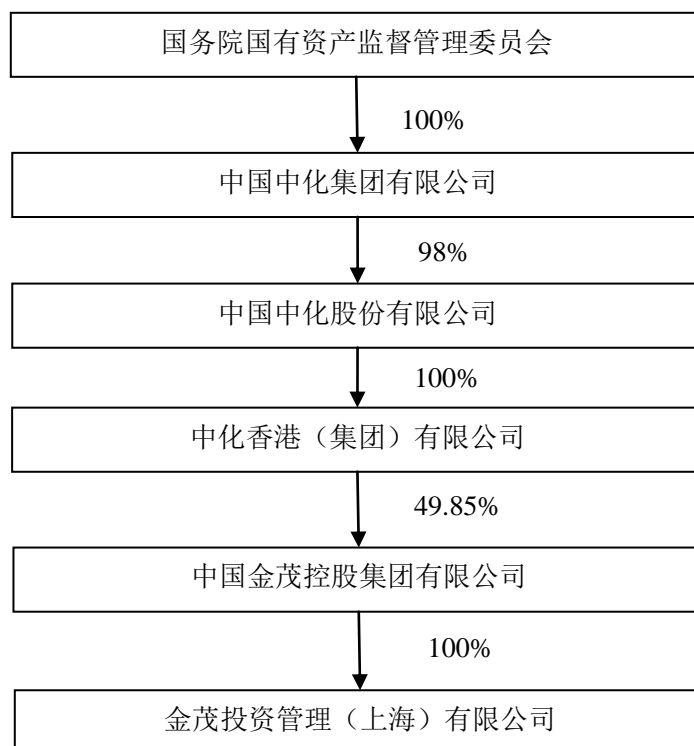 国务院国有资产监督管理委员会
100%
中国中化集团有限公司
98%
中国中化股份有限公司
100%
中化香港（集团）有限公司
49.85%
中国金茂控股集团有限公司
100%
金茂投资管理（上海）有限公司